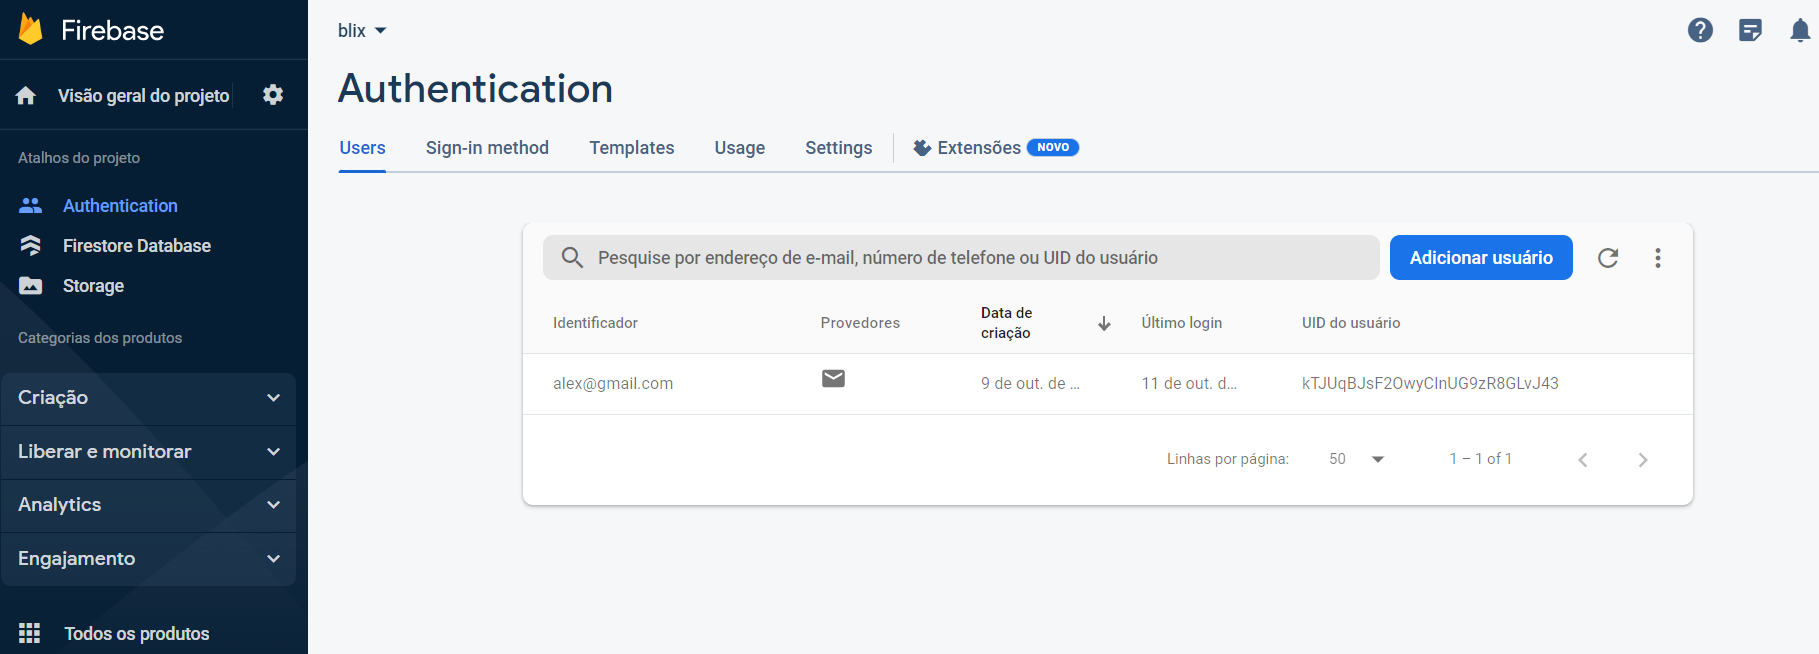 Firebase
Visão geral do projeto
Atalhos do projeto
Authentication
Firestore Database
Storage
Categorias dos produtos
Criação
Liberar e monitorar
Analytics
Engajamento
Todos os produtos
blix
Authentication
Users Sign-in method Templates Usage Settings Extensões NOVO
Pesquise por endereço de e-mail, número de telefone ou UID do usuário Adicionar usuário
Identificador Provedores Data de criação Último login UID do usuário
alex@gmail.com 9 de out. de ... 11 de out. d... kTJUqBJsF2OwyCInUG9zR8GLvJ43
Linhas por página: 50 1 – 1 of 1